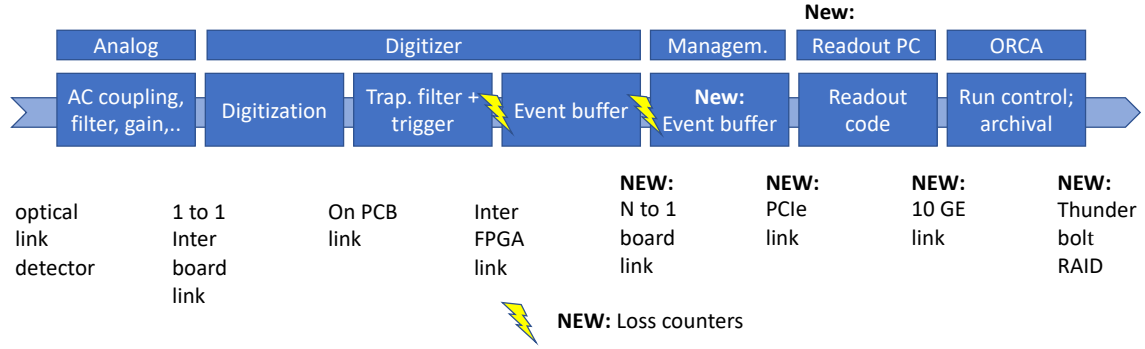 New:
Analog
Digitizer
Managem.
Readout PC
ORCA
AC coupling,
filter, gain,..
Digitization
Trap. filter +
trigger
Event buffer
New:
Event buffer
Readout
code
Run control;
archival
optical
link
detector
1 to 1
Inter
board
link
On PCB
link
Inter
FPGA
link
NEW:
N to 1
board
link
NEW:
PCIe
link
NEW:
10 GE
link
NEW:
Thunder
bolt
RAID
NEW: Loss counters